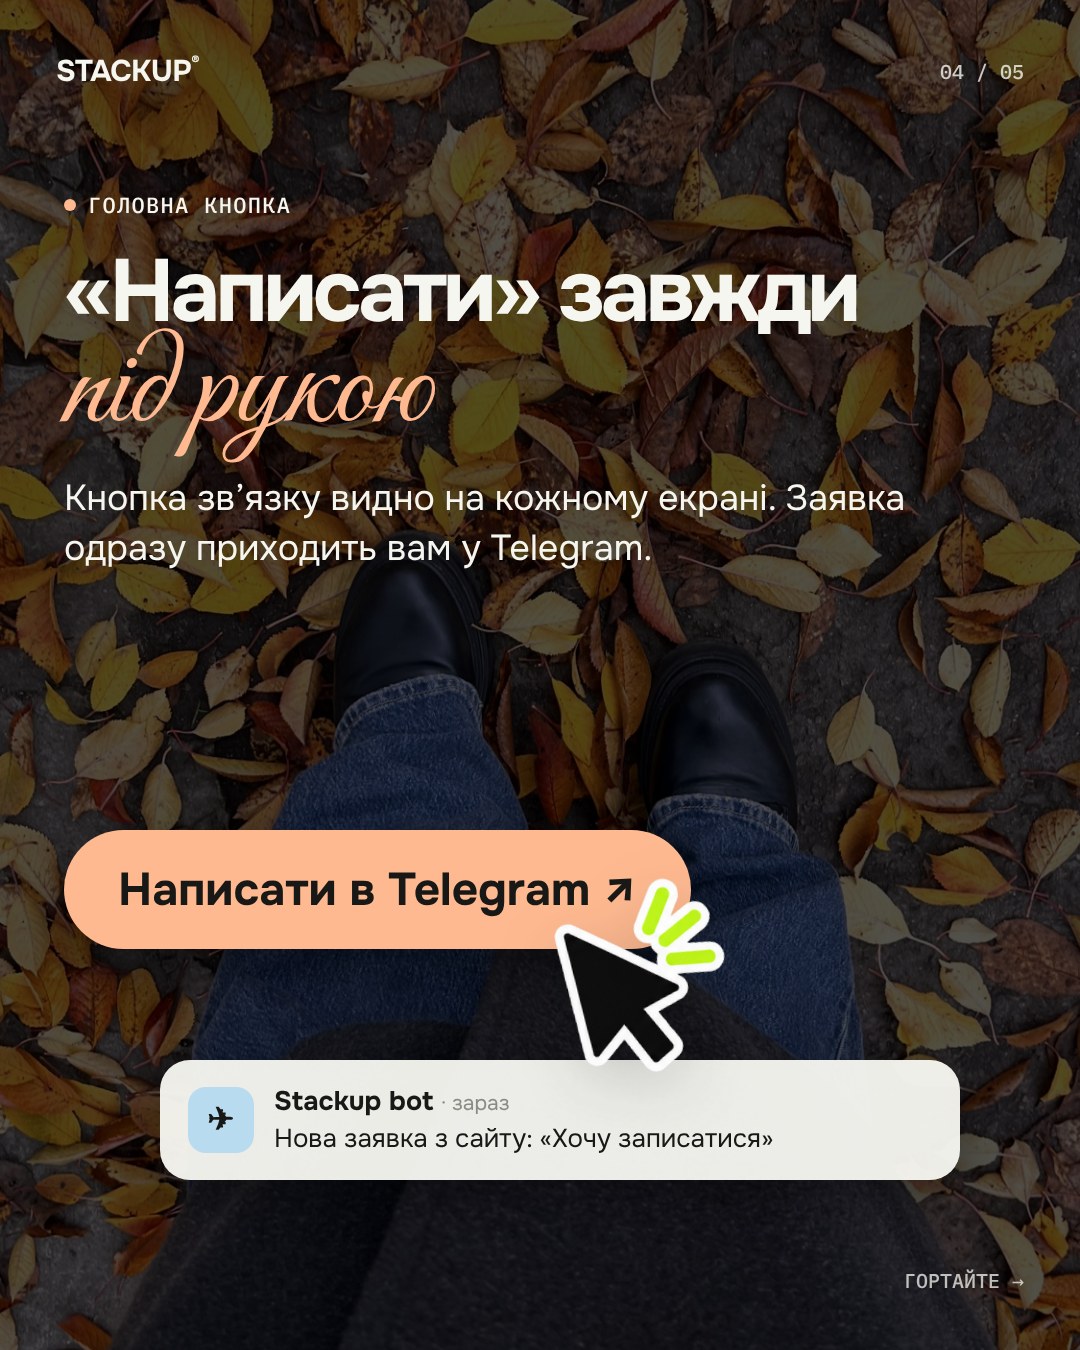 STACKUP®
04 / 05
ГОЛОВНА КНОПКА
«Написати» завжди
під рукою
Кнопка зв’язку видно на кожному екрані. Заявка
одразу приходить вам у Telegram.
Написати в Telegram ↗
Stackup bot · зараз
Нова заявка з сайту: «Хочу записатися»
ГОРТАЙТЕ →